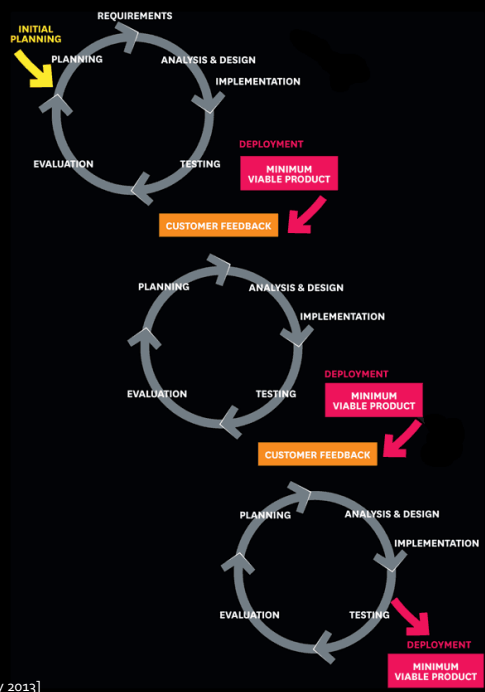 REQUIREMENTS
INITIAL
PLANNING
PLANNING
ANALYSIS & DESIGN
IMPLEMENTATION
EVALUATION
TESTING
DEPLOYMENT
MINIMUM
VIABLE PRODUCT
CUSTOMER FEEDBACK
PLANNING
ANALYSIS & DESIGN
IMPLEMENTATION
EVALUATION
TESTING
DEPLOYMENT
MINIMUM
VIABLE PRODUCT
CUSTOMER FEEDBACK
PLANNING
ANALYSIS & DESIGN
IMPLEMENTATION
EVALUATION
TESTING
DEPLOYMENT
MINIMUM
VIABLE PRODUCT
2013]